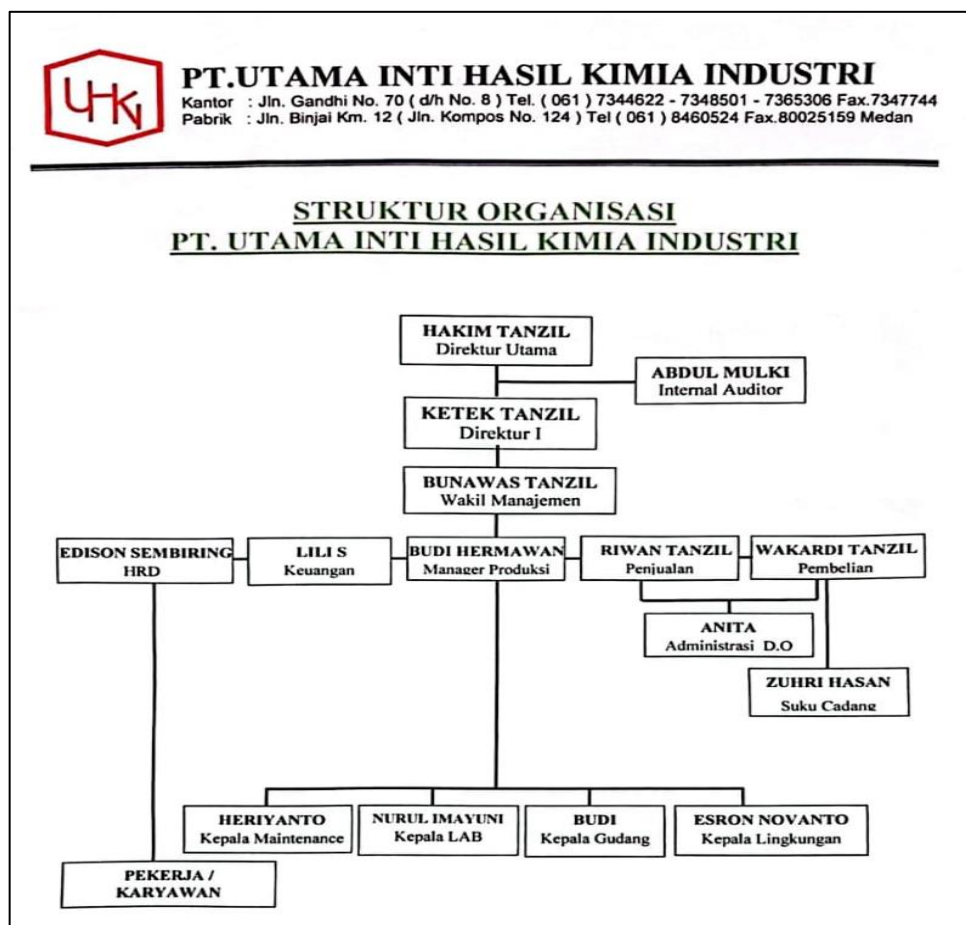 UHKI
PT.UTAMA INTI HASIL KIMIA INDUSTRI
Kantor : Jln. Gandhi No. 70 ( d/h No. 8 ) Tel. ( 061 ) 7344622 - 7348501 - 7365306 Fax.7347744
Pabrik : Jln. Binjai Km. 12 ( Jln. Kompos No. 124 ) Tel ( 061 ) 8460524 Fax.80025159 Medan
STRUKTUR ORGANISASI
PT. UTAMA INTI HASIL KIMIA INDUSTRI
HAKIM TANZIL
Direktur Utama
ABDUL MULKI
Internal Auditor
KETEK TANZIL
Direktur I
BUNAWAS TANZIL
Wakil Manajemen
EDISON SEMBIRING
HRD
LILI S
Keuangan
BUDI HERMAWAN
Manager Produksi
RIWAN TANZIL
Penjualan
WAKARDI TANZIL
Pembelian
ANITA
Administrasi D.O
ZUHRI HASAN
Suku Cadang
HERIYANTO
Kepala Maintenance
NURUL IMAYUNI
Kepala LAB
BUDI
Kepala Gudang
ESRON NOVANTO
Kepala Lingkungan
PEKERJA /
KARYAWAN